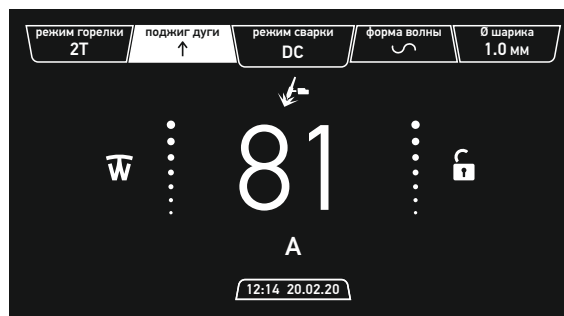 режим горелки
2T
поджиг дуги
↑
режим сварки
DC
форма волны
Ø шарика
1.0 мм
81
A
12:14 20.02.20